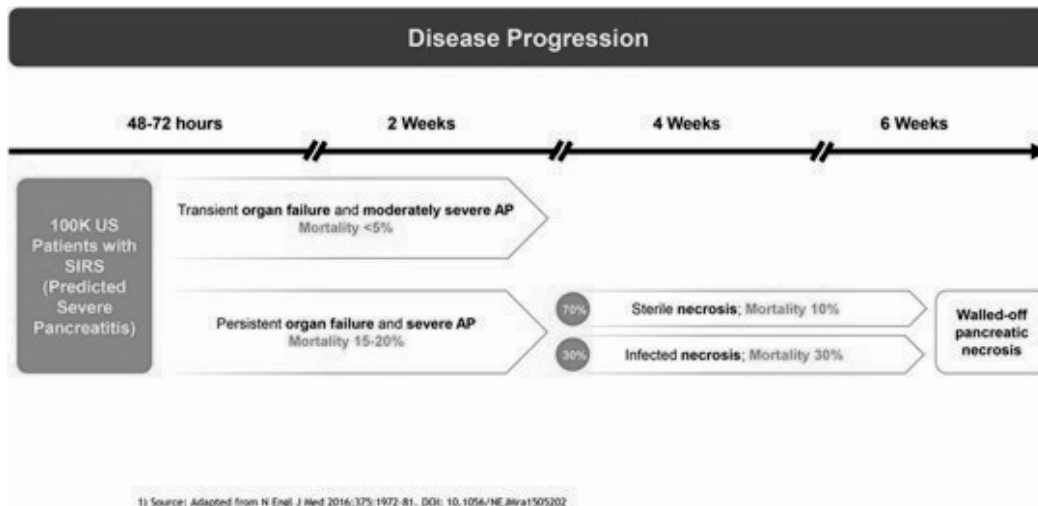 Disease Progression
48-72 hours
2 Weeks
4 Weeks
6 Weeks
100K US
Patients with
SIRS
(Predicted
Severe
Pancreatitis)
Transient organ failure and moderately severe AP
Mortality <5%
Persistent organ failure and severe AP
Mortality 15-20%
70%
Sterile necrosis; Mortality 10%
30%
Infected necrosis; Mortality 30%
Walled-off
pancreatic
necrosis
1) Source: Adapted from N Engl J Med 2016;375:1972-81. DOI: 10.1056/NEJMra1505202